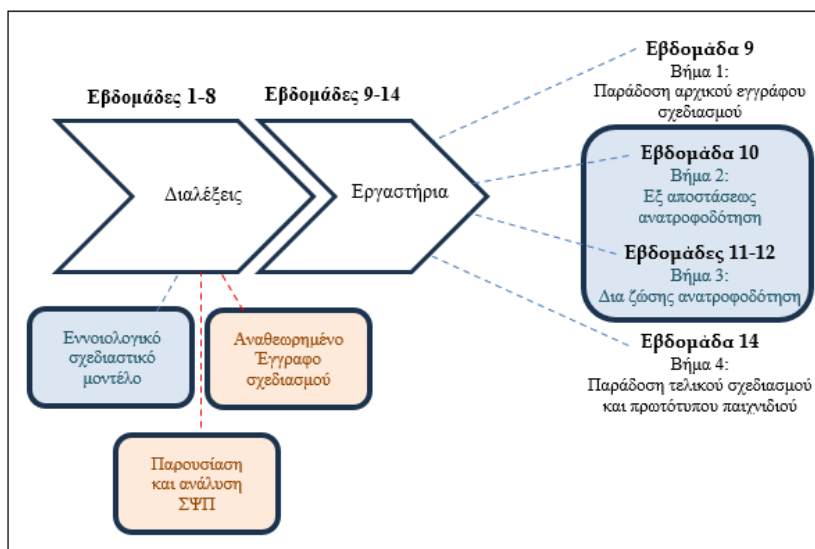 Εβδομάδες 1-8
Εβδομάδες 9-14
Διαλέξεις
Εργαστήρια
Εβδομάδα 9
Βήμα 1:
Παράδοση αρχικού εγγράφου
σχεδιασμού
Εβδομάδα 10
Βήμα 2:
Εξ αποστάσεως
ανατροφοδότηση
Εβδομάδες 11-12
Βήμα 3:
Δια ζώσης ανατροφοδότηση
Εβδομάδα 14
Βήμα 4:
Παράδοση τελικού σχεδιασμού
και πρωτότυπου παιχνιδιού
Εννοιολογικό
σχεδιαστικό
μοντέλο
Αναθεωρημένο
Έγγραφο
σχεδιασμού
Παρουσίαση
και ανάλυση
ΣΨΠ